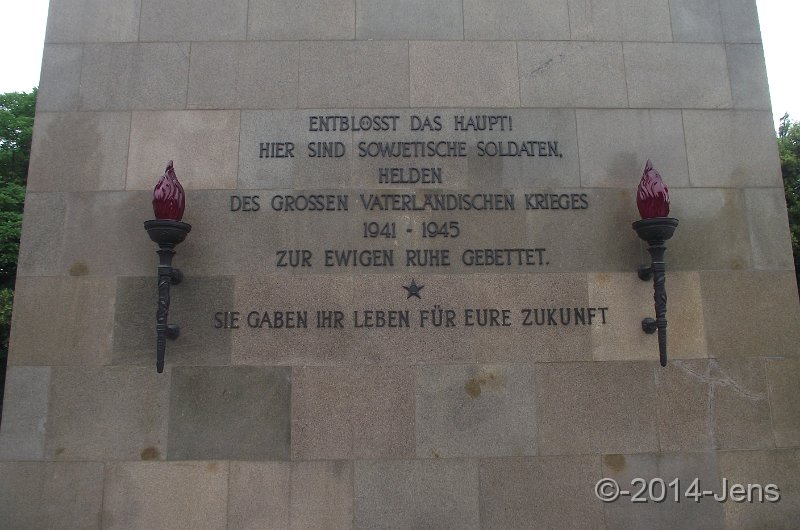 ENTBLÖSST DAS HAUPT!
HIER SIND SOWJETISCHE SOLDATEN,
HELDEN
DES GROSSEN VATERLÄNDISCHEN KRIEGES
1941 - 1945
ZUR EWIGEN RUHE GEBETTET.
SIE GABEN IHR LEBEN FÜR EURE ZUKUNFT
©-2014-Jens